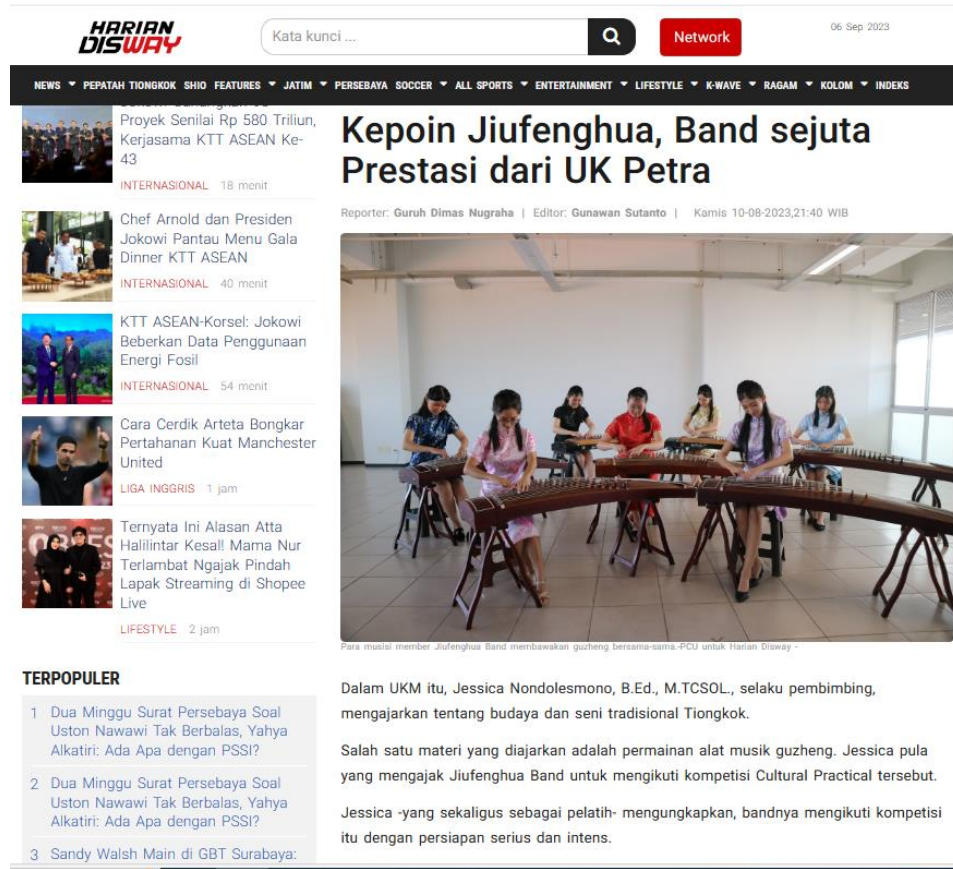 HARIAN
DISWAY
Kata kunci ...
Network
06 Sep 2023
NEWS PEPATAH TIONGKOK SHIO FEATURES JATIM PERSEBAYA SOCCER ALL SPORTS ENTERTAINMENT LIFESTYLE K-WAVE RAGAM KOLOM INDEKS
Proyek Senilai Rp 580 Triliun,
Kerjasama KTT ASEAN Ke-
43
INTERNASIONAL 18 menit
Chef Arnold dan Presiden
Jokowi Pantau Menu Gala
Dinner KTT ASEAN
INTERNASIONAL 40 menit
KTT ASEAN-Korsel: Jokowi
Beberkan Data Penggunaan
Energi Fosil
INTERNASIONAL 54 menit
Cara Cerdik Arteta Bongkar
Pertahanan Kuat Manchester
United
LIGA INGGRIS 1 jam
Ternyata Ini Alasan Atta
Halilintar Kesal! Mama Nur
Terlambat Ngajak Pindah
Lapak Streaming di Shopee
Live
LIFESTYLE 2 jam
TERPOPULER
1 Dua Minggu Surat Persebaya Soal
Uston Nawawi Tak Berbalas, Yahya
Alkatiri: Ada Apa dengan PSSI?
2 Dua Minggu Surat Persebaya Soal
Uston Nawawi Tak Berbalas, Yahya
Alkatiri: Ada Apa dengan PSSI?
3 Sandy Walsh Main di GBT Surabaya:
Kepoin Jiufenghua, Band sejuta
Prestasi dari UK Petra
Reporter: Guruh Dimas Nugraha | Editor: Gunawan Sutanto | Kamis 10-08-2023,21:40 WIB
Para musisi member Jiufenghua Band membawakan guzheng bersama-sama.-PCU untuk Harian Disway -
Dalam UKM itu, Jessica Nondolesmono, B.Ed., M.TCSOL., selaku pembimbing,
mengajarkan tentang budaya dan seni tradisional Tiongkok.
Salah satu materi yang diajarkan adalah permainan alat musik guzheng. Jessica pula
yang mengajak Jiufenghua Band untuk mengikuti kompetisi Cultural Practical tersebut.
Jessica -yang sekaligus sebagai pelatih- mengungkapkan, bandnya mengikuti kompetisi
itu dengan persiapan serius dan intens.